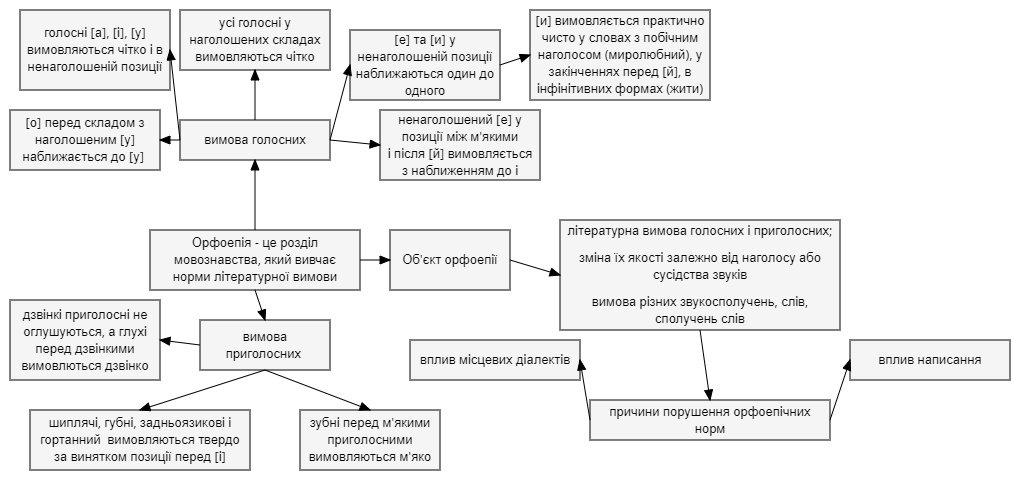 голосні [а], [і], [у]
вимовляються чітко і в
ненаголошеній позиції
усі голосні у
наголошених складах
вимовляються чітко
[е] та [и] у
ненаголошеній позиції
наближаються один до
одного
[и] вимовляється практично
чисто у словах з побічним
наголосом (миролюбний), у
закінченнях перед [й], в
інфінітивних формах (жити)
[о] перед складом з
наголошеним [у]
наближається до [у]
вимова голосних
ненаголошений [е] у
позиції між м'якими
і після [й] вимовляється
з наближенням до і
Орфоепія - це розділ
мовознавства, який вивчає
норми літературної вимови
Об'єкт орфоепії
літературна вимова голосних і приголосних;
зміна їх якості залежно від наголосу або
сусідства звуків
вимова різних звукосполучень, слів,
сполучень слів
дзвінкі приголосні не
оглушуються, а глухі
перед дзвінкими
вимовлються дзвінко
вимова
приголосних
вплив місцевих діалектів
вплив написання
шиплячі, губні, задньоязикові і
гортанний вимовляються твердо
за винятком позиції перед [і]
зубні перед м'якими
приголосними
вимовляються м'яко
причини порушення орфоепічних
норм